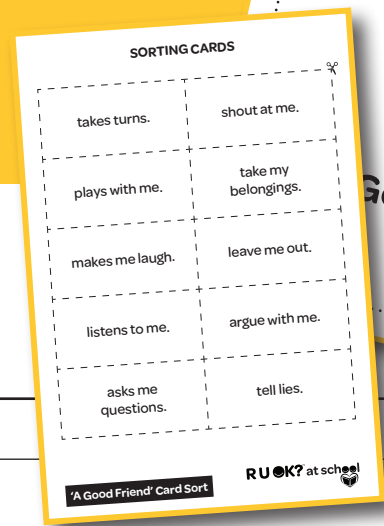 SORTING CARDS
takes turns.
shout at me.
plays with me.
take my
belongings.
makes me laugh.
leave me out.
listens to me.
argue with me.
asks me
questions.
tell lies.
'A Good Friend' Card Sort
R U OK? at school